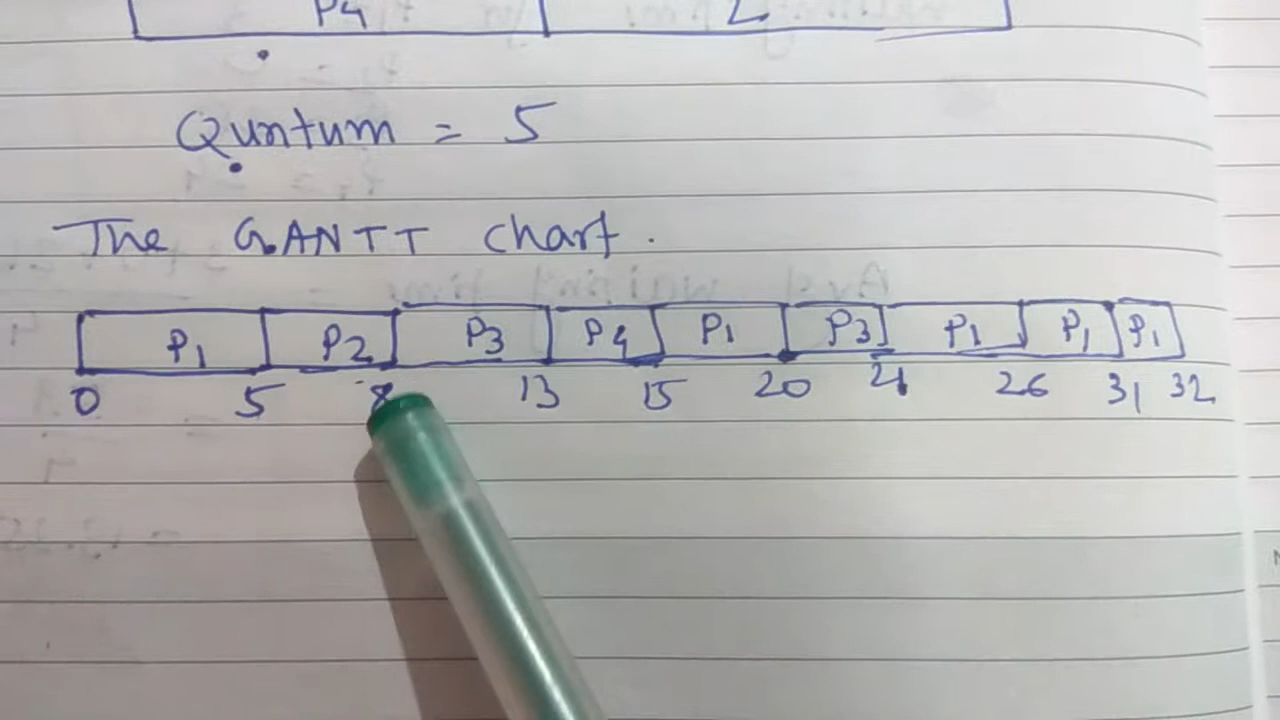 P4 2
Quntum = 5
The GANTT chart.
P1 P2 P3 P4 P1 P3 P1 P1 P1
0 5 8 13 15 20 21 26 31 32